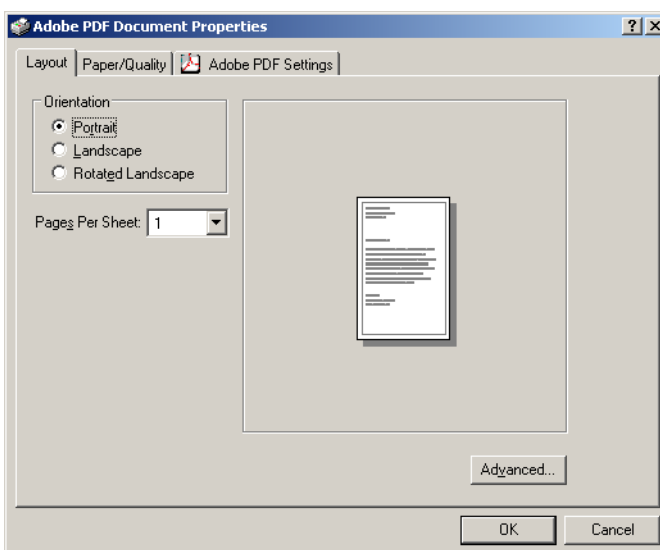 Adobe PDF Document Properties
Layout Paper/Quality Adobe PDF Settings
Orientation
Portrait
Landscape
Rotated Landscape
Pages Per Sheet: 1
Advanced...
OK Cancel